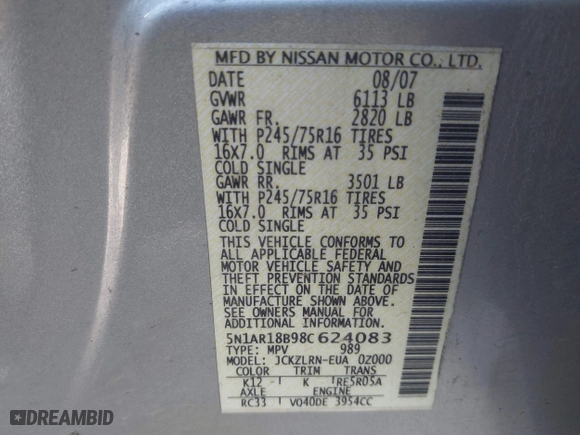 MFD BY NISSAN MOTOR CO., LTD.
DATE 08/07
GVWR 6113 LB
GAWR FR. 2820 LB
WITH P245/75R16 TIRES
16X7.0 RIMS AT 35 PSI
COLD SINGLE
GAWR RR. 3501 LB
WITH P245/75R16 TIRES
16X7.0 RIMS AT 35 PSI
COLD SINGLE
THIS VEHICLE CONFORMS TO
ALL APPLICABLE FEDERAL
MOTOR VEHICLE SAFETY AND
THEFT PREVENTION STANDARDS
IN EFFECT ON THE DATE OF
MANUFACTURE SHOWN ABOVE.
SEE OWNERS MANUAL FOR
ADDITIONAL INFORMATION.
5N1AR18B98C624083
TYPE: MPV 989
MODEL: JCKZLRN-EUA 0Z000
COLOR TRIM TRANS
K12 K RE5R05A
AXLE ENGINE
RC33 VQ40DE 3954CC
DREAMBID